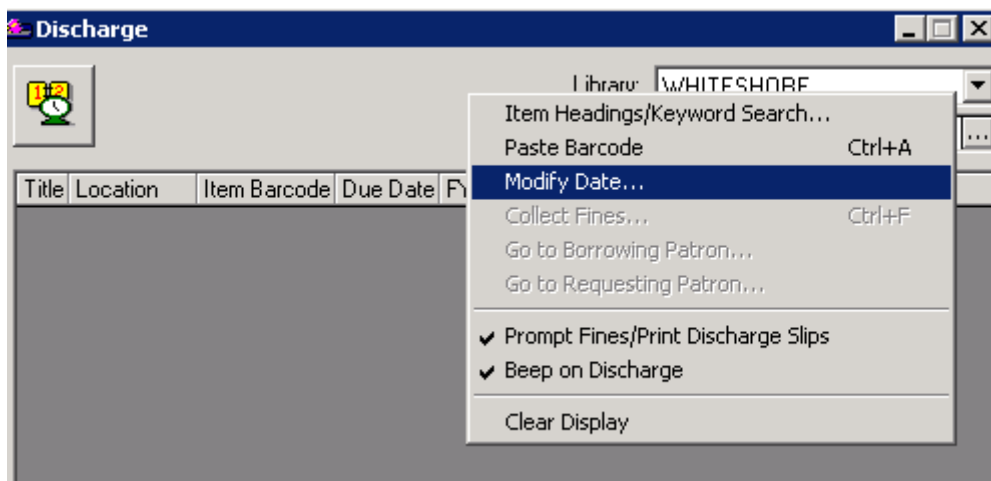 Discharge
Library: WHITESHORE
1 2
Item Headings/Keyword Search...
Paste Barcode Ctrl+A
...
Title Location Item Barcode Due Date
Modify Date...
Collect Fines... Ctrl+F
Go to Borrowing Patron...
Go to Requesting Patron...
Prompt Fines/Print Discharge Slips
Beep on Discharge
Clear Display